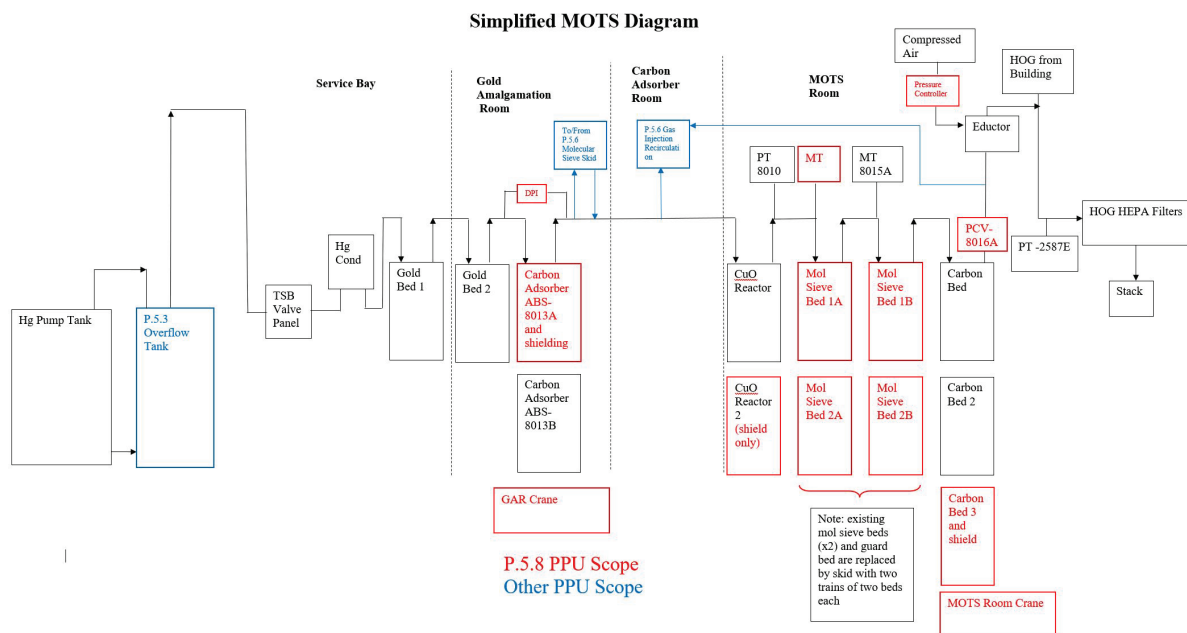 Simplified MOTS Diagram
Service Bay
Gold
Amalgamation
Room
Carbon
Adsorber
Room
MOTS
Room
Compressed
Air
Pressure
Controller
HOG from
Building
Eductor
To/From
P.5.6
Molecular
Sieve Skid
P.5.6 Gas
Injection
Recirculati
on
PT
8010
MT
MT
8015A
DPI
HOG HEPA Filters
PCV-
8016A
PT -2587E
Stack
Hg Pump Tank
P.5.3
Overflow
Tank
TSB
Valve
Panel
Hg
Cond
Gold
Bed 1
Gold
Bed 2
Carbon
Adsorber
ABS-
8013A
and
shielding
CuO
Reactor
Mol
Sieve
Bed 1A
Mol
Sieve
Bed 1B
Carbon
Bed
Carbon
Adsorber
ABS-
8013B
CuO
Reactor
2
(shield
only)
Mol
Sieve
Bed 2A
Mol
Sieve
Bed 2B
Carbon
Bed 2
GAR Crane
Carbon
Bed 3
and
shield
Note: existing
mol sieve beds
(x2) and guard
bed are replaced
by skid with two
trains of two beds
each
P.5.8 PPU Scope
Other PPU Scope
MOTS Room Crane